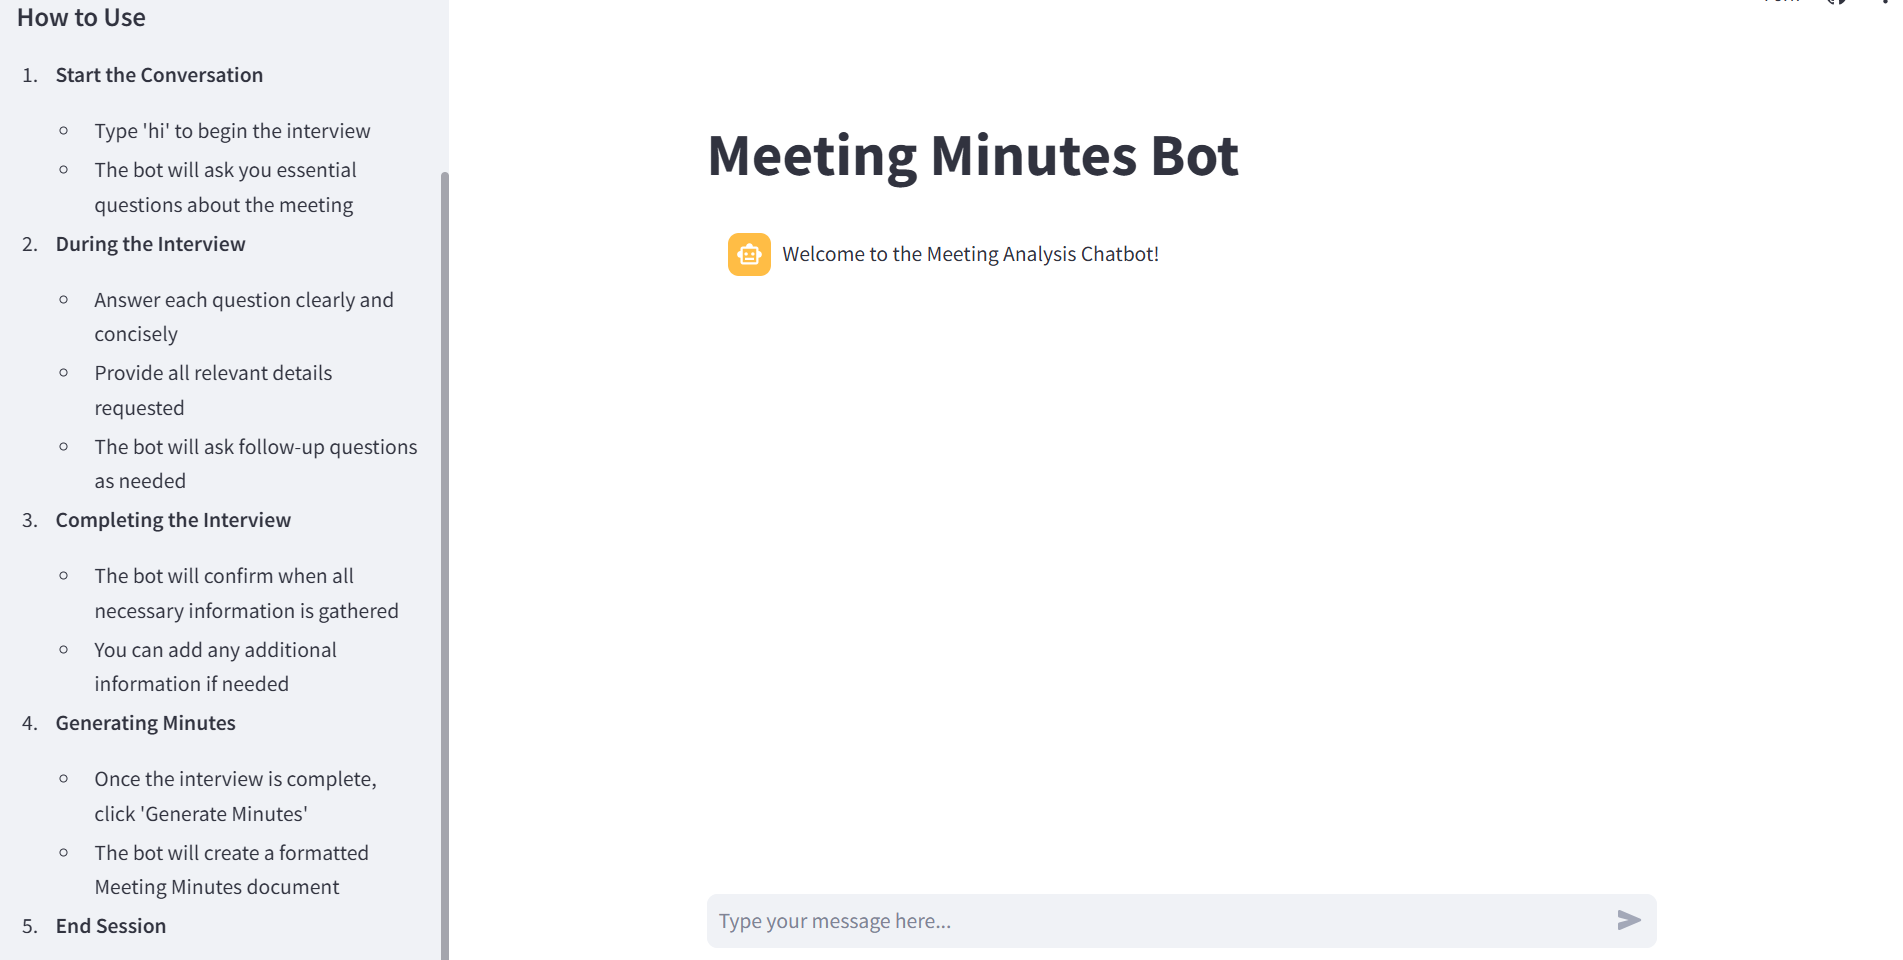 How to Use
1. Start the Conversation
Type 'hi' to begin the interview
The bot will ask you essential
questions about the meeting
2. During the Interview
Answer each question clearly and
concisely
Provide all relevant details
requested
The bot will ask follow-up questions
as needed
3. Completing the Interview
The bot will confirm when all
necessary information is gathered
You can add any additional
information if needed
4. Generating Minutes
Once the interview is complete,
click 'Generate Minutes'
The bot will create a formatted
Meeting Minutes document
5. End Session
Meeting Minutes Bot
Welcome to the Meeting Analysis Chatbot!
Type your message here...